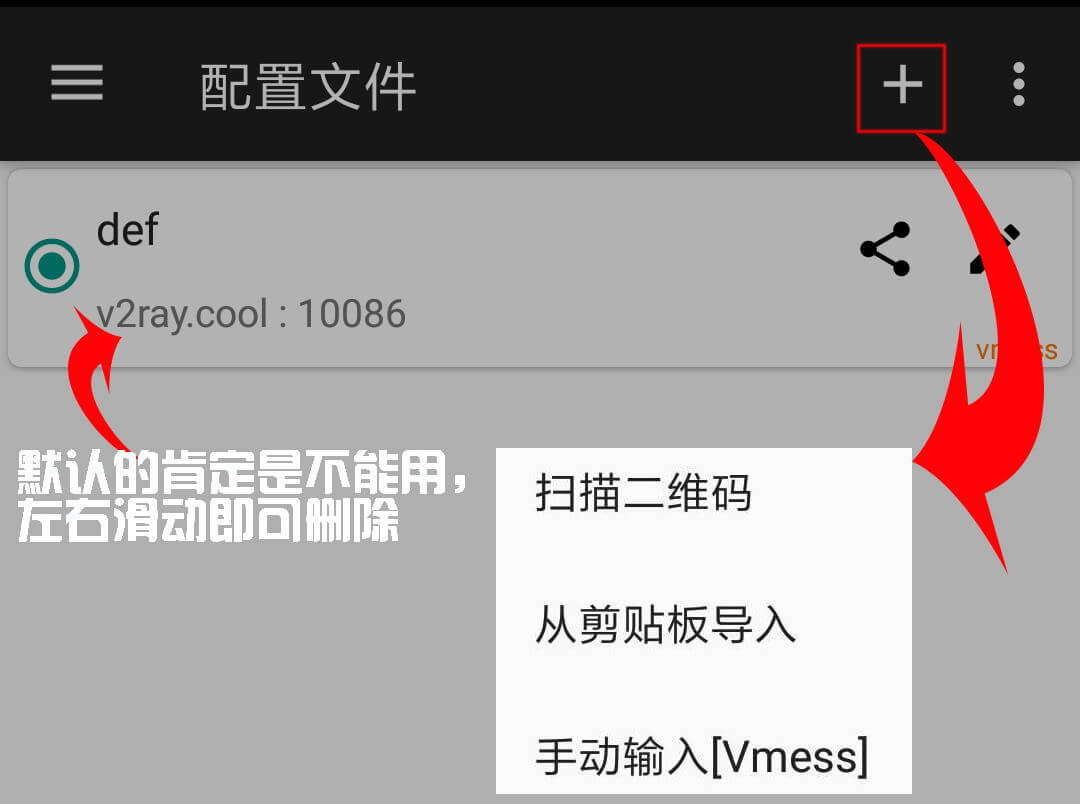 配置文件
def
v2ray.cool : 10086
默认的肯定是不能用，
左右滑动即可删除
扫描二维码
从剪贴板导入
手动输入[Vmess]